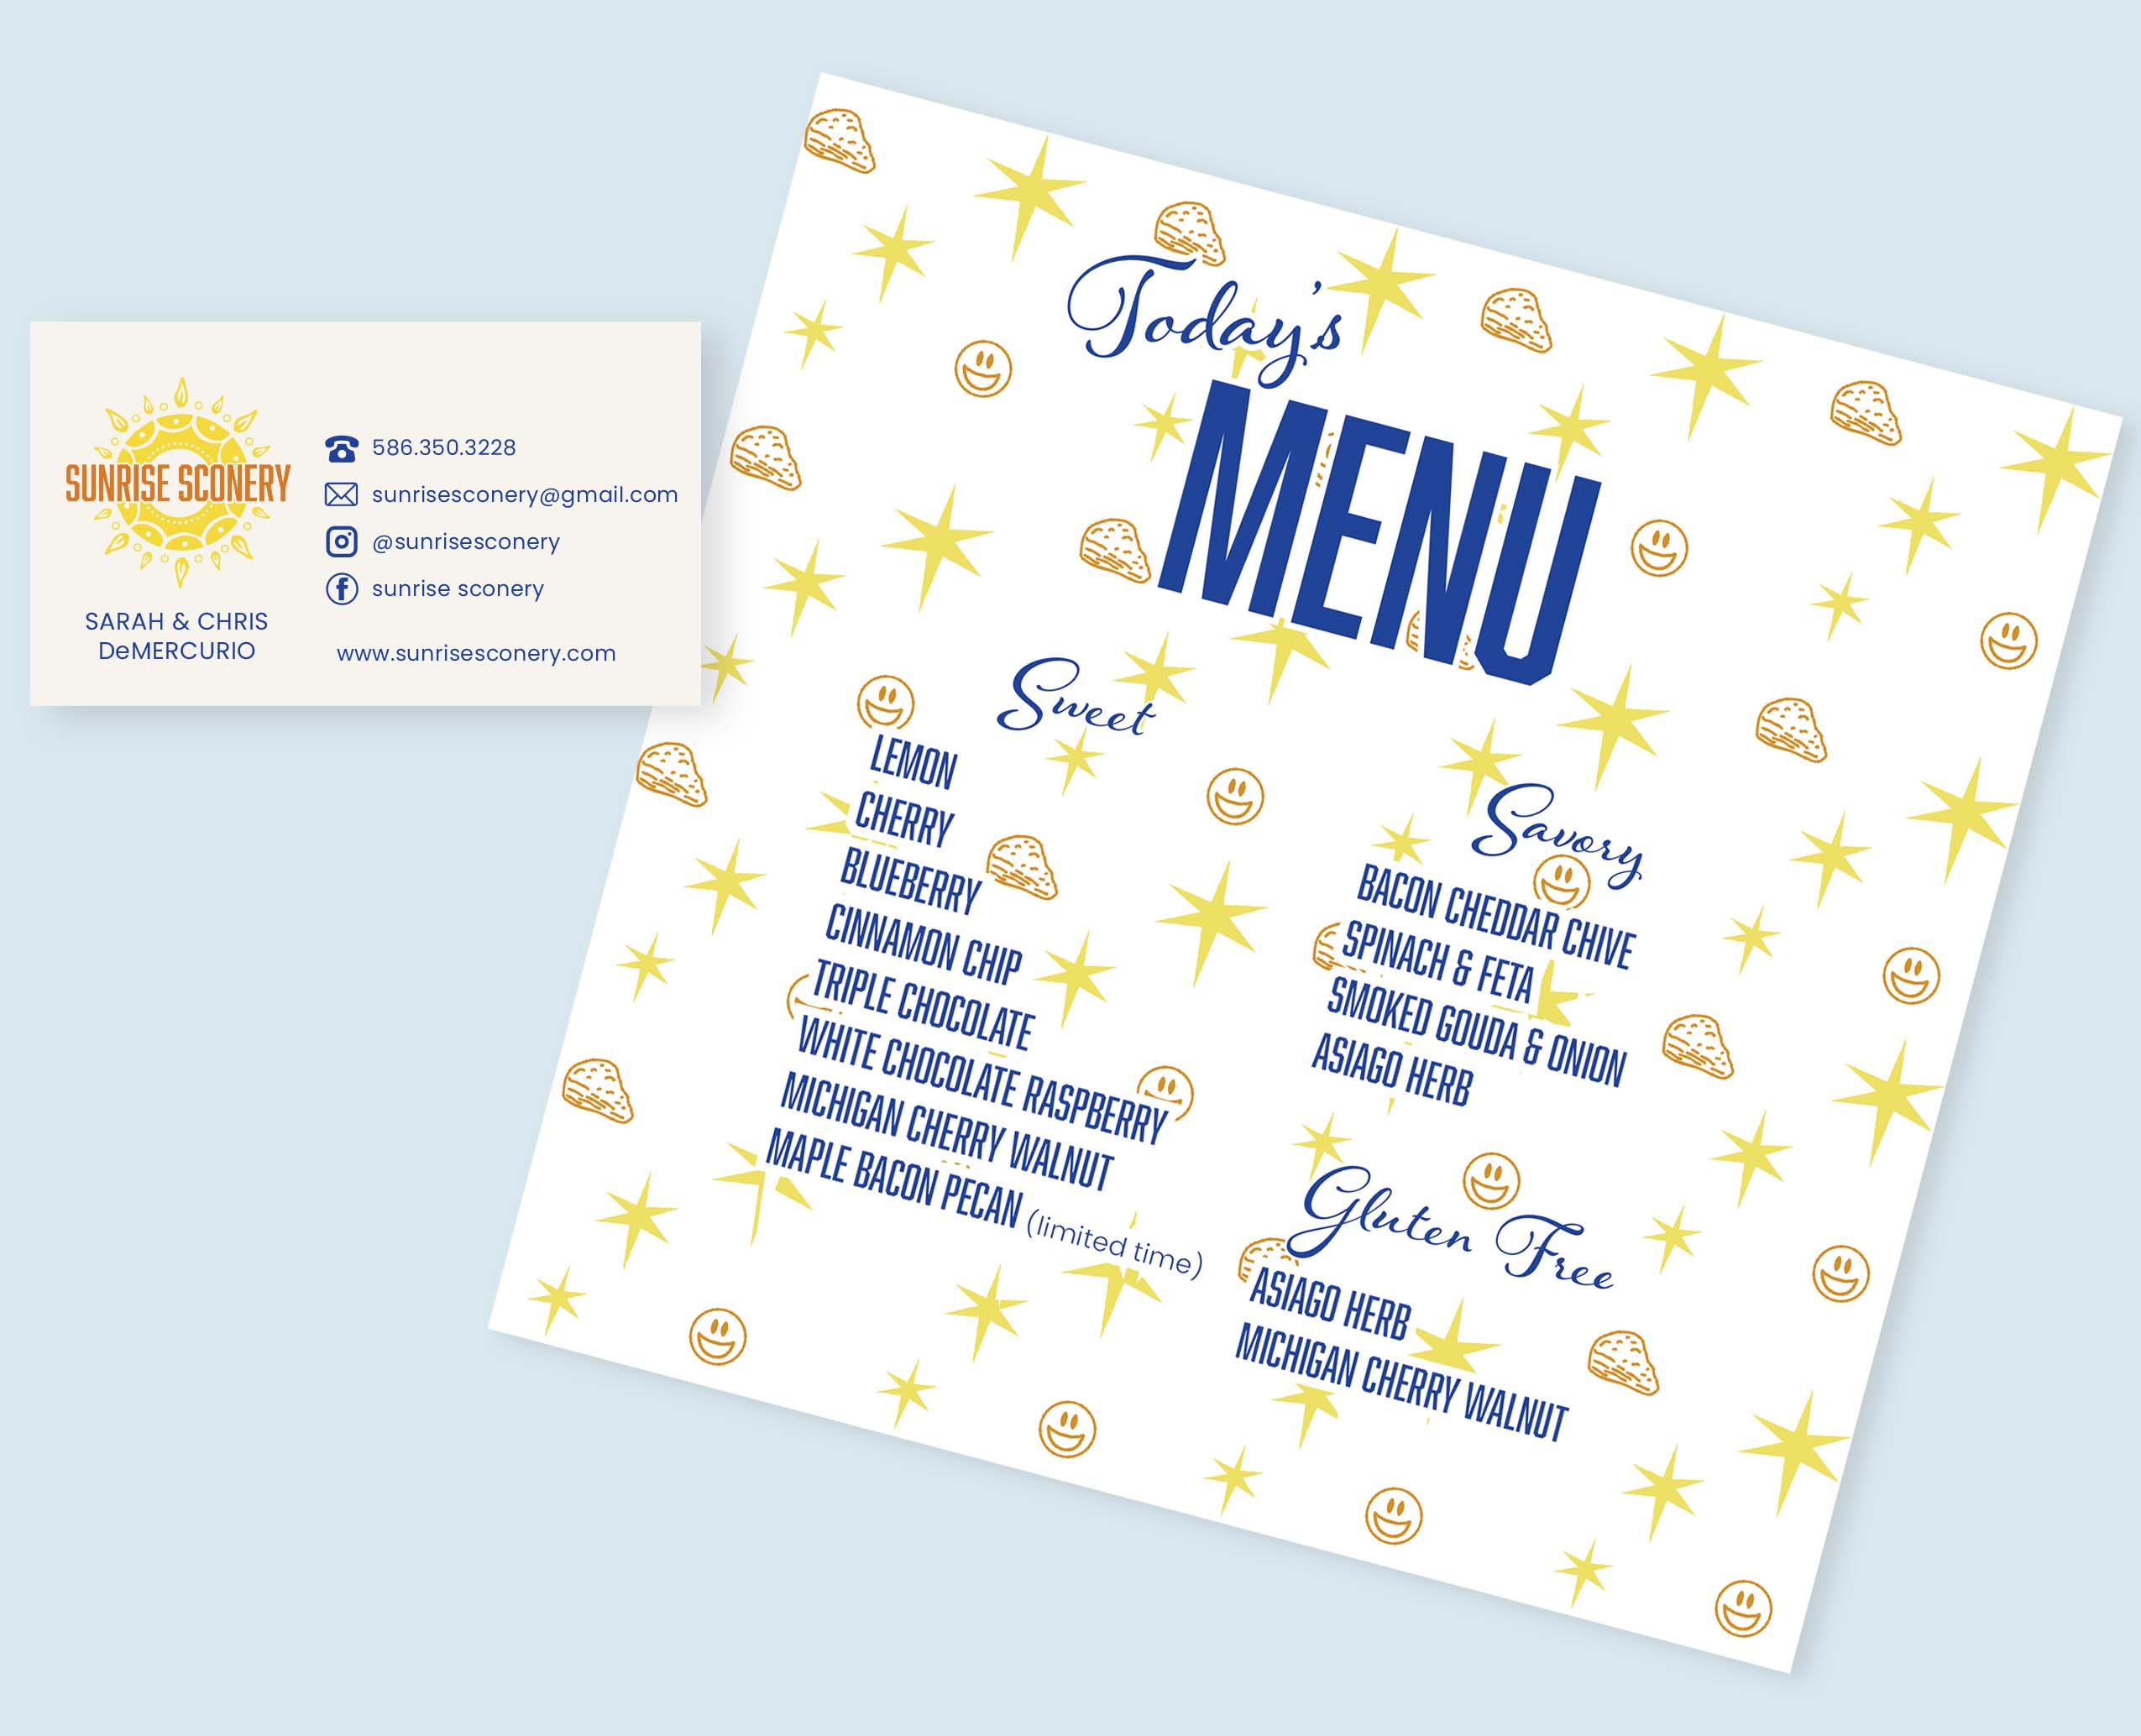 SUNRISE SCONERY
SARAH & CHRIS
DeMERCURIO
586.350.3228
sunrisesconery@gmail.com
@sunrisesconery
sunrise sconery
www.sunrisesconery.com
Today's
MENU
Sweet
LEMON
CHERRY
BLUEBERRY
CINNAMON CHIP
TRIPLE CHOCOLATE
WHITE CHOCOLATE RASPBERRY
MICHIGAN CHERRY WALNUT
MAPLE BACON PECAN (limited time)
Savory
BACON CHEDDAR CHIVE
SPINACH & FETA
SMOKED GOUDA & ONION
ASIAGO HERB
Gluten Free
ASIAGO HERB
MICHIGAN CHERRY WALNUT